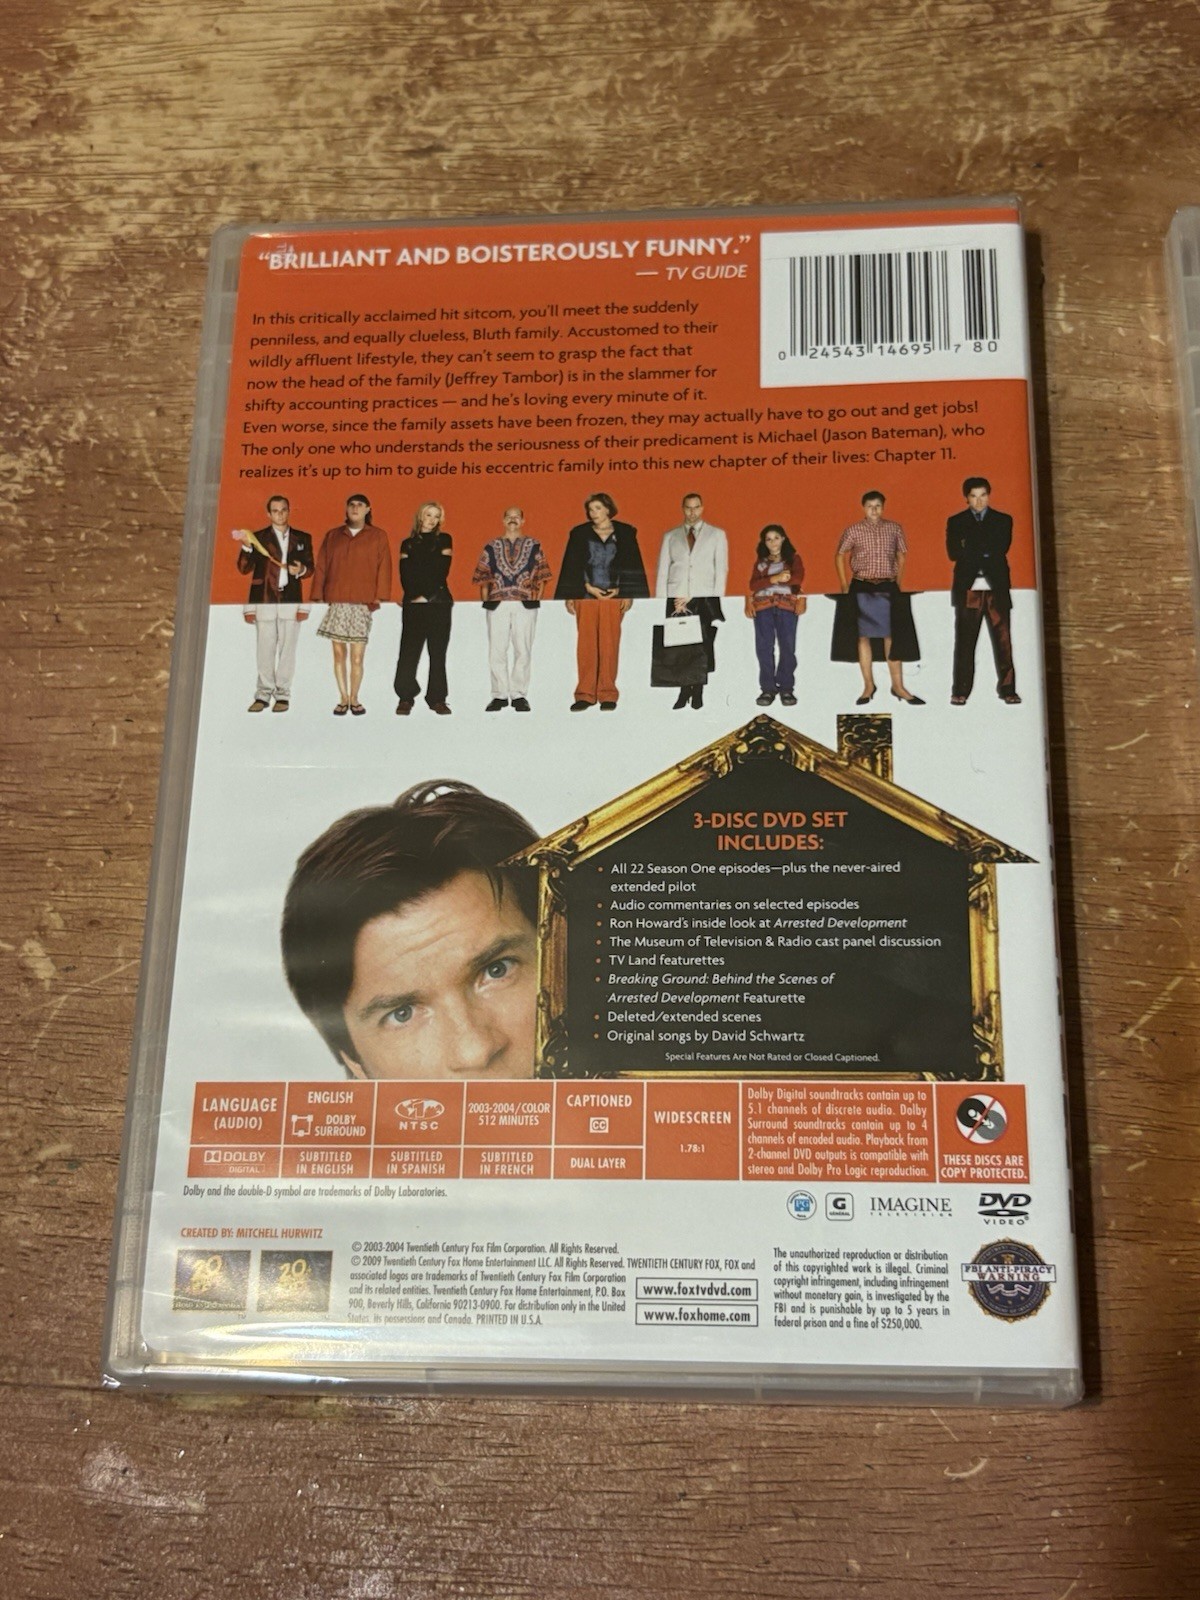 “BRILLIANT AND BOISTEROUSLY FUNNY.”
— TV GUIDE
In this critically acclaimed hit sitcom, you’ll meet the suddenly
penniless, and equally clueless, Bluth family. Accustomed to their
wildly affluent lifestyle, they can’t seem to grasp the fact that
now the head of the family (Jeffrey Tambor) is in the slammer for
shifty accounting practices — and he’s loving every minute of it.
Even worse, since the family assets have been frozen, they may actually have to go out and get jobs!
The only one who understands the seriousness of their predicament is Michael (Jason Bateman), who
realizes it’s up to him to guide his eccentric family into this new chapter of their lives: Chapter 11.
0 24543 14695 7 80
3-DISC DVD SET
INCLUDES:
• All 22 Season One episodes—plus the never-aired
extended pilot
• Audio commentaries on selected episodes
• Ron Howard’s inside look at Arrested Development
• The Museum of Television & Radio cast panel discussion
• TV Land featurettes
• Breaking Ground: Behind the Scenes of
Arrested Development Featurette
• Deleted/extended scenes
• Original songs by David Schwartz
Special Features Are Not Rated or Closed Captioned.
LANGUAGE
(AUDIO)
ENGLISH
DOLBY
SURROUND
1
NTSC
2003-2004/COLOR
512 MINUTES
CAPTIONED
CC
WIDESCREEN
1.78:1
DOLBY
DIGITAL
SUBTITLED
IN ENGLISH
SUBTITLED
IN SPANISH
SUBTITLED
IN FRENCH
DUAL LAYER
Dolby Digital soundtracks contain up to
5.1 channels of discrete audio. Dolby
Surround soundtracks contain up to 4
channels of encoded audio. Playback from
2-channel DVD outputs is compatible with
stereo and Dolby Pro Logic reproduction.
THESE DISCS ARE
COPY PROTECTED.
Dolby and the double-D symbol are trademarks of Dolby Laboratories.
PG
G
GENERAL
IMAGINE
TELEVISION
DVD
VIDEO
CREATED BY: MITCHELL HURWITZ
20
20
© 2003-2004 Twentieth Century Fox Film Corporation. All Rights Reserved.
© 2009 Twentieth Century Fox Home Entertainment LLC. All Rights Reserved. TWENTIETH CENTURY FOX, FOX and
associated logos are trademarks of Twentieth Century Fox Film Corporation
and its related entities. Twentieth Century Fox Home Entertainment, P.O. Box
900, Beverly Hills, California 90213-0900. For distribution only in the United
States, its possessions and Canada. PRINTED IN U.S.A.
www.foxtvdvd.com
www.foxhome.com
The unauthorized reproduction or distribution
of this copyrighted work is illegal. Criminal
copyright infringement, including infringement
without monetary gain, is investigated by the
FBI and is punishable by up to 5 years in
federal prison and a fine of $250,000.
FBI ANTI-PIRACY
WARNING